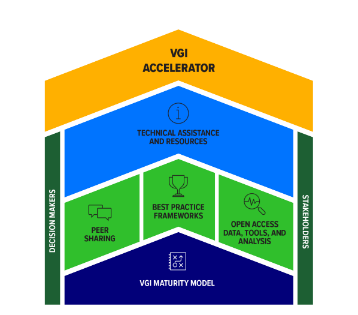 VGI
ACCELERATOR
TECHNICAL ASSISTANCE
AND RESOURCES
DECISION MAKERS
PEER
SHARING
BEST PRACTICE
FRAMEWORKS
OPEN ACCESS
DATA, TOOLS, AND
ANALYSIS
STAKEHOLDERS
VGI MATURITY MODEL